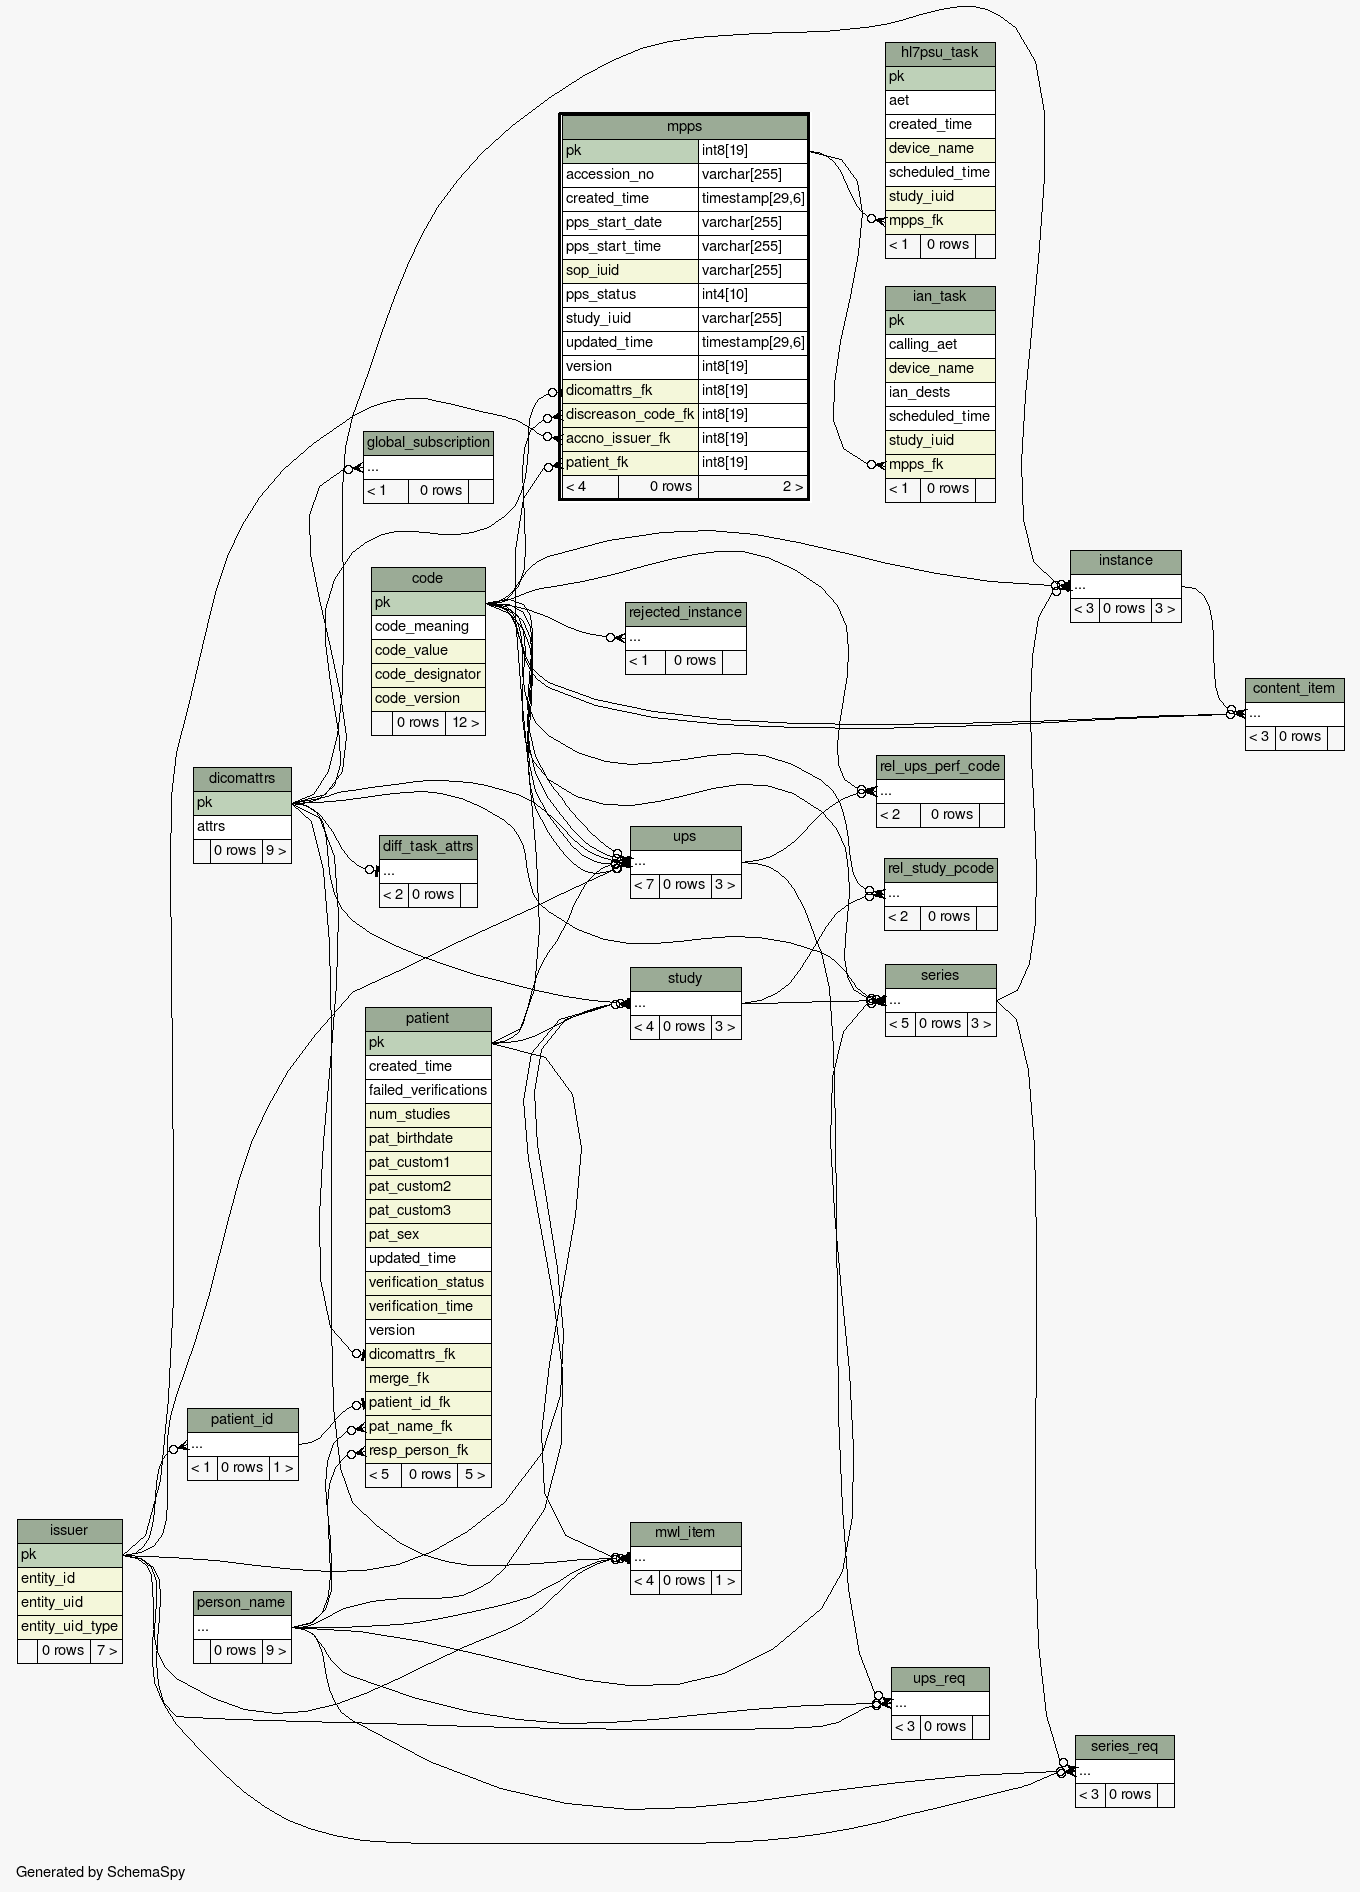 hl7psu_task
pk
aet
created_time
device_name
scheduled_time
study_iuid
mpps_fk
< 1 0 rows
mpps
pk int8[19]
accession_no varchar[255]
created_time timestamp[29,6]
pps_start_date varchar[255]
pps_start_time varchar[255]
sop_iuid varchar[255]
pps_status int4[10]
study_iuid varchar[255]
updated_time timestamp[29,6]
version int8[19]
dicomattrs_fk int8[19]
discreason_code_fk int8[19]
accno_issuer_fk int8[19]
patient_fk int8[19]
< 4 0 rows 2 >
ian_task
pk
calling_aet
device_name
ian_dests
scheduled_time
study_iuid
mpps_fk
< 1 0 rows
global_subscription
...
< 1 0 rows
instance
...
< 3 0 rows 3 >
code
pk
code_meaning
code_value
code_designator
code_version
0 rows 12 >
rejected_instance
...
< 1 0 rows
content_item
...
< 3 0 rows
dicomattrs
pk
attrs
0 rows 9 >
rel_ups_perf_code
...
< 2 0 rows
diff_task_attrs
...
< 2 0 rows
ups
...
< 7 0 rows 3 >
rel_study_pcode
...
< 2 0 rows
study
...
< 4 0 rows 3 >
series
...
< 5 0 rows 3 >
patient
pk
created_time
failed_verifications
num_studies
pat_birthdate
pat_custom1
pat_custom2
pat_custom3
pat_sex
updated_time
verification_status
verification_time
version
dicomattrs_fk
merge_fk
patient_id_fk
pat_name_fk
resp_person_fk
< 5 0 rows 5 >
patient_id
...
< 1 0 rows 1 >
issuer
pk
entity_id
entity_uid
entity_uid_type
0 rows 7 >
mwl_item
...
< 4 0 rows 1 >
person_name
...
0 rows 9 >
ups_req
...
< 3 0 rows
series_req
...
< 3 0 rows
Generated by SchemaSpy